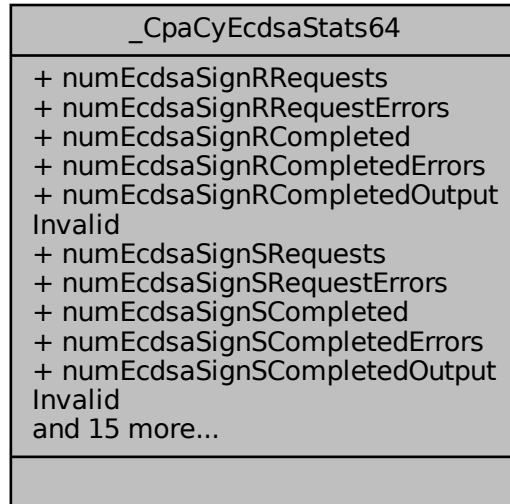 _CpaCyEcdsaStats64
+ numEcdsaSignRRequests
+ numEcdsaSignRRequestErrors
+ numEcdsaSignRCompleted
+ numEcdsaSignRCompletedErrors
+ numEcdsaSignRCompletedOutput
Invalid
+ numEcdsaSignSRequests
+ numEcdsaSignSRequestErrors
+ numEcdsaSignSCompleted
+ numEcdsaSignSCompletedErrors
+ numEcdsaSignSCompletedOutput
Invalid
and 15 more...